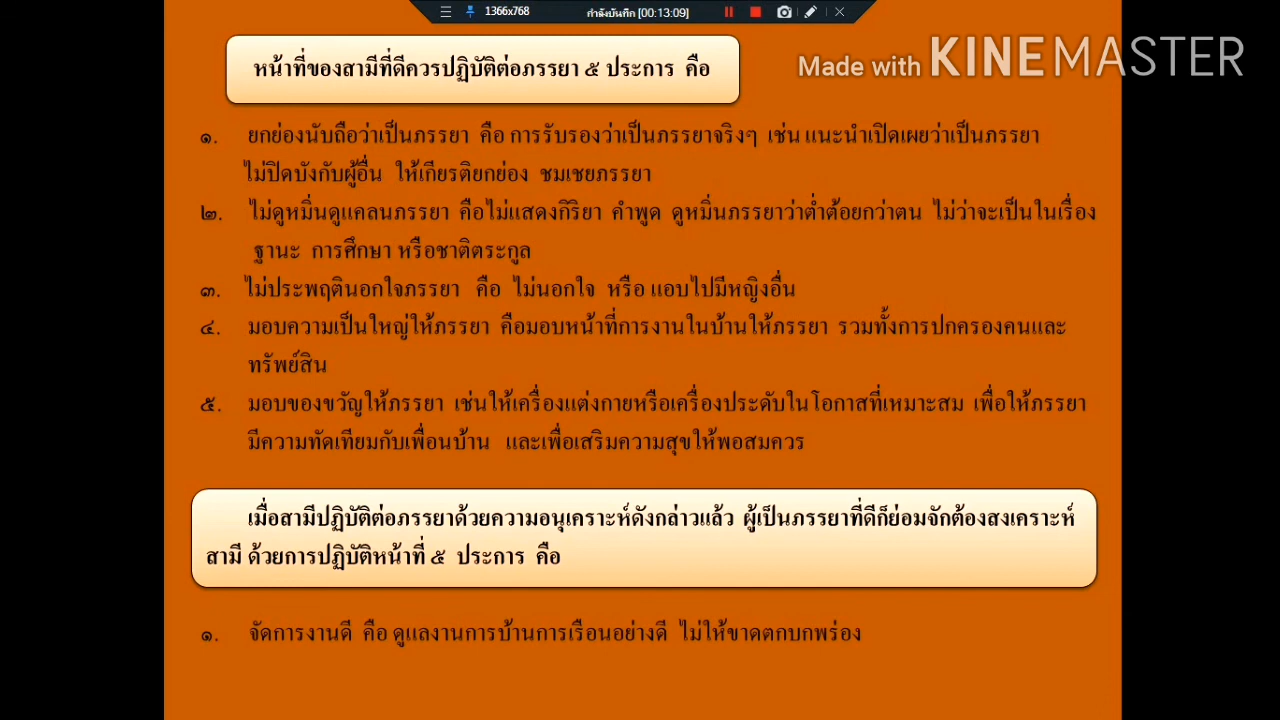 1366x768 กำลังบันทึก [00:13:09]
Made with KINEMASTER
หน้าที่ของสามีที่ดีควรปฏิบัติต่อภรรยา ๕ ประการ คือ
๑. ยกย่องนับถือว่าเป็นภรรยา คือ การรับรองว่าเป็นภรรยาจริงๆ เช่น แนะนำเปิดเผยว่าเป็นภรรยา
ไม่ปิดบังกับผู้อื่น ให้เกียรติยกย่อง ชมเชยภรรยา
๒. ไม่ดูหมิ่นดูแคลนภรรยา คือไม่แสดงกิริยา คำพูด ดูหมิ่นภรรยาว่าต่ำต้อยกว่าตน ไม่ว่าจะเป็นในเรื่อง
ฐานะ การศึกษา หรือชาติตระกูล
๓. ไม่ประพฤตินอกใจภรรยา คือ ไม่นอกใจ หรือ แอบไปมีหญิงอื่น
๔. มอบความเป็นใหญ่ให้ภรรยา คือมอบหน้าที่การงานในบ้านให้ภรรยา รวมทั้งการปกครองคนและ
ทรัพย์สิน
๕. มอบของขวัญให้ภรรยา เช่นให้เครื่องแต่งกายหรือเครื่องประดับในโอกาสที่เหมาะสม เพื่อให้ภรรยา
มีความทัดเทียมกับเพื่อนบ้าน และเพื่อเสริมความสุขให้พอสมควร
เมื่อสามีปฏิบัติต่อภรรยาด้วยความอนุเคราะห์ดังกล่าวแล้ว ผู้เป็นภรรยาที่ดีก็ย่อมจักต้องสงเคราะห์
สามี ด้วยการปฏิบัติหน้าที่ ๕ ประการ คือ
๑. จัดการงานดี คือ ดูแลงานการบ้านการเรือนอย่างดี ไม่ให้ขาดตกบกพร่อง